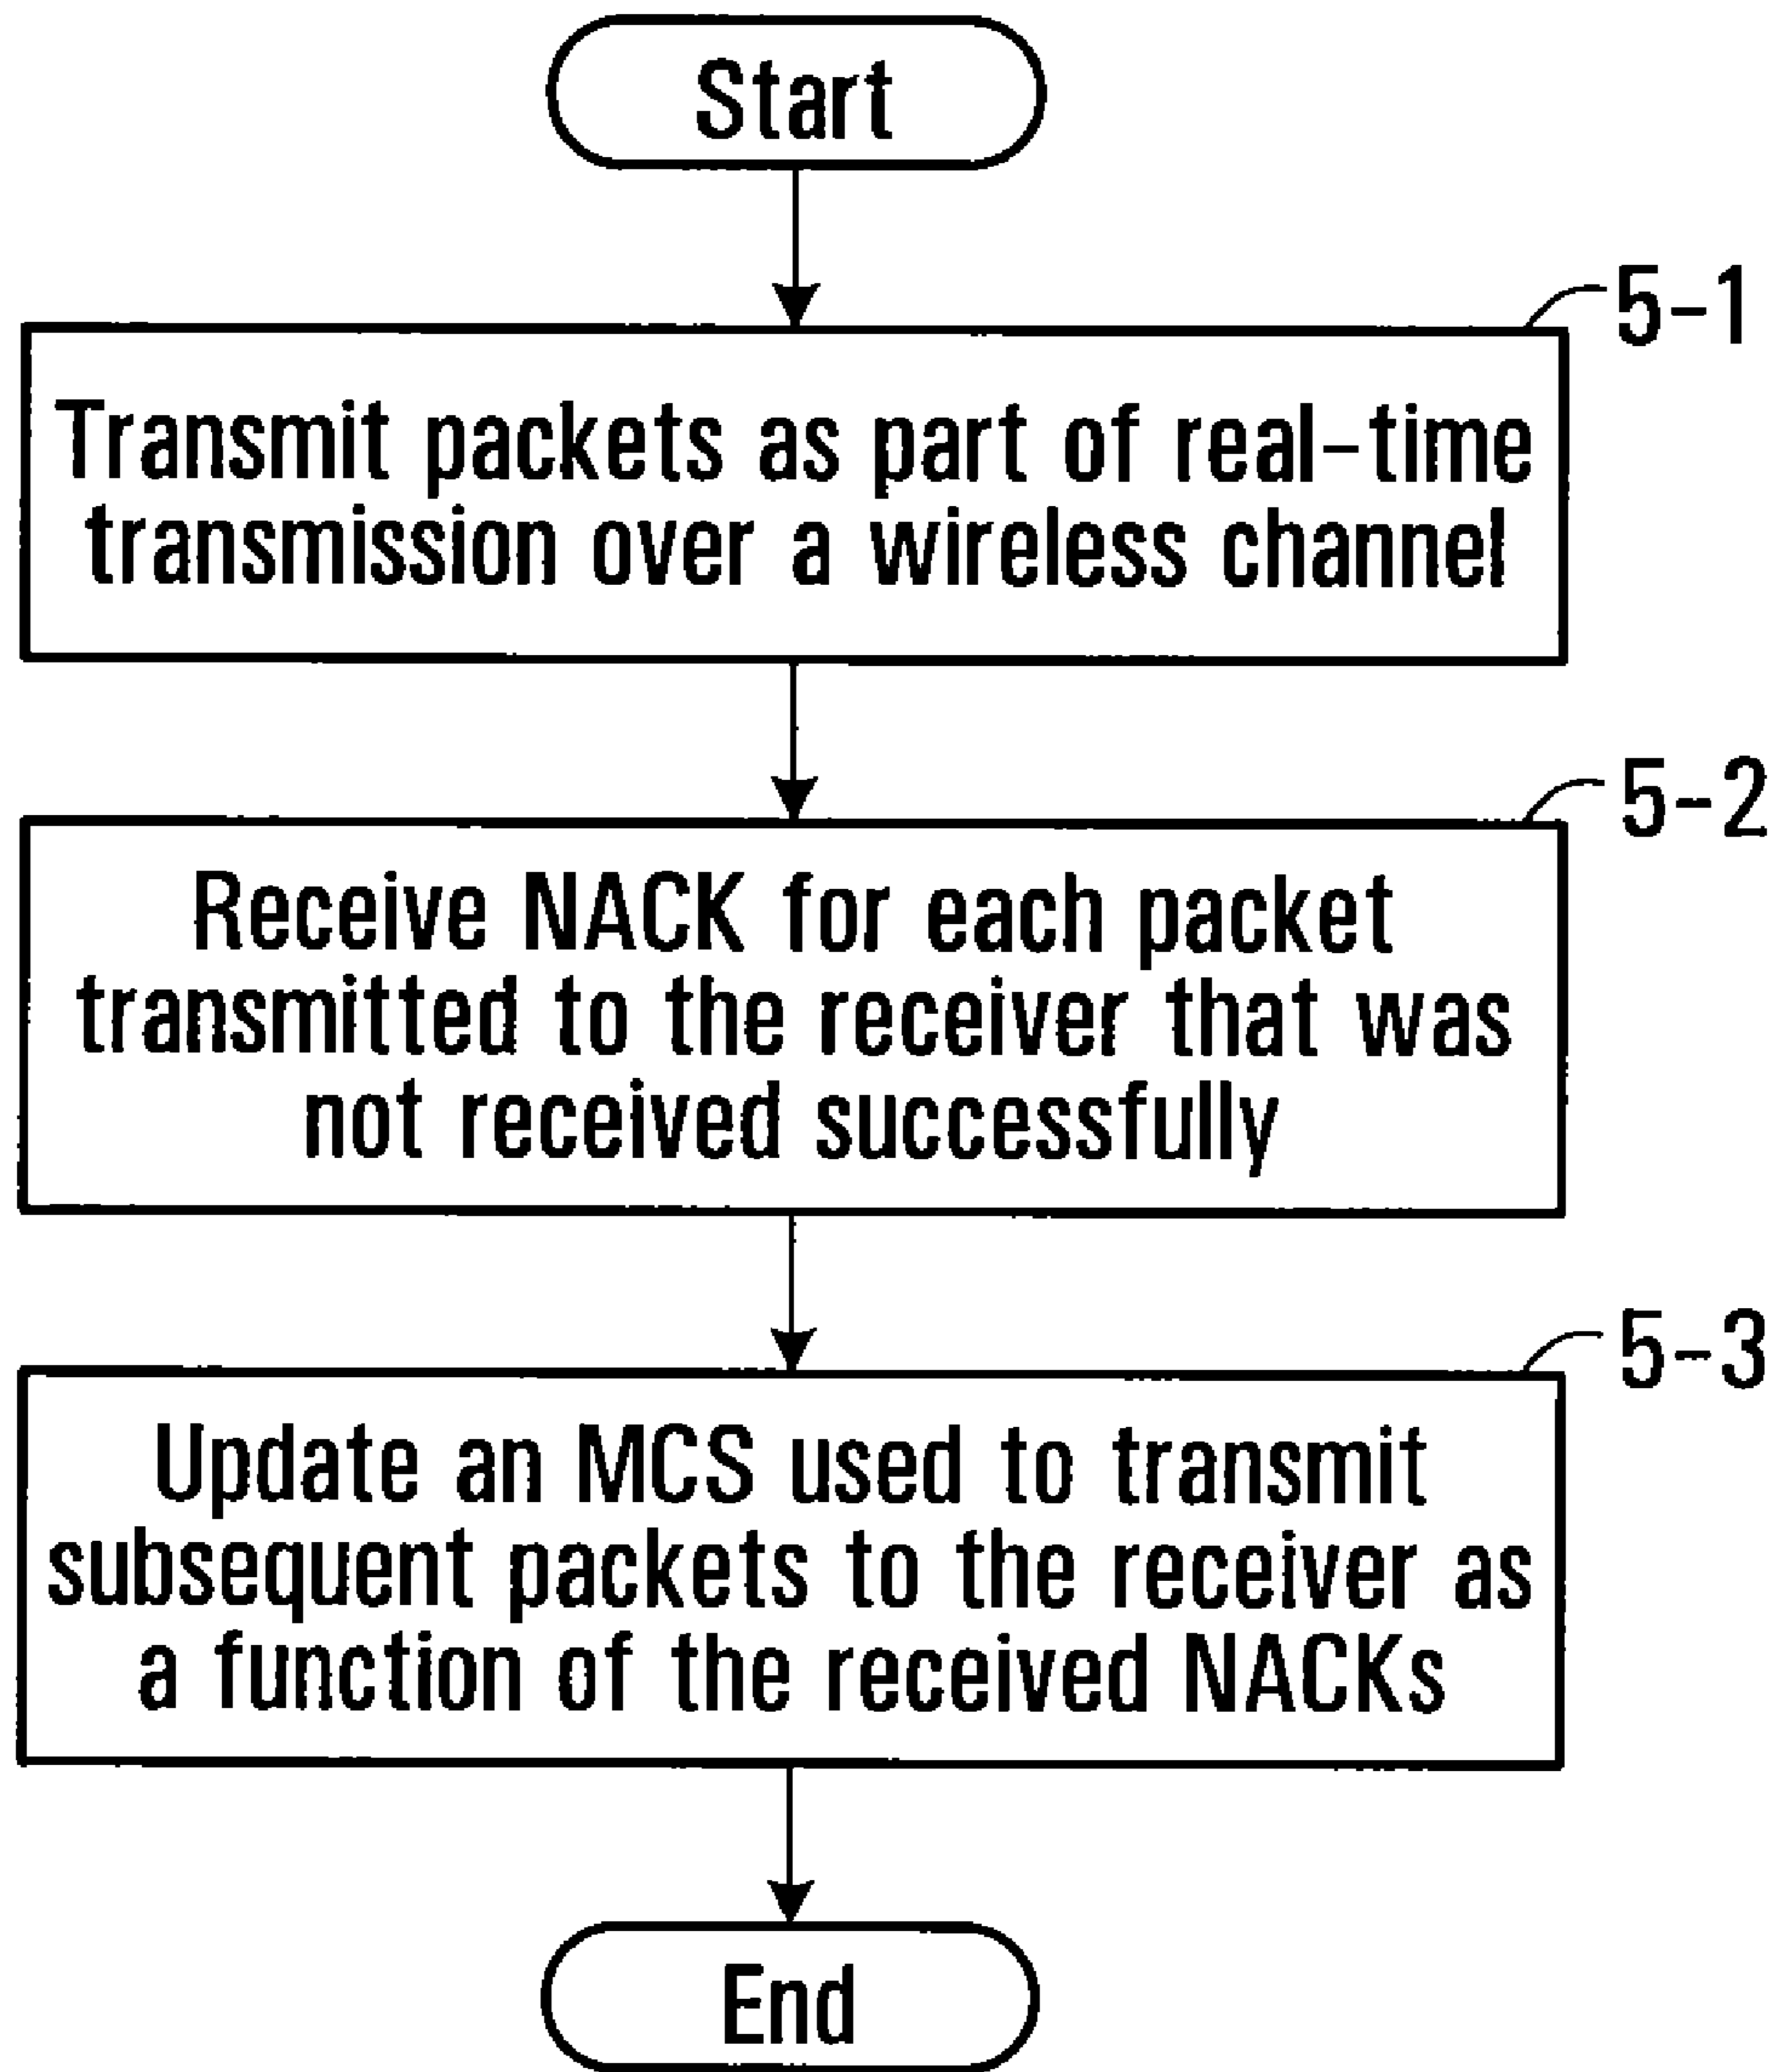 Start
5-1
Transmit packets as part of real-time
transmission over a wireless channel
5-2
Receive NACK for each packet
transmitted to the receiver that was
not received successfully
5-3
Update an MCS used to transmit
subsequent packets to the receiver as
a function of the received NACKs
End